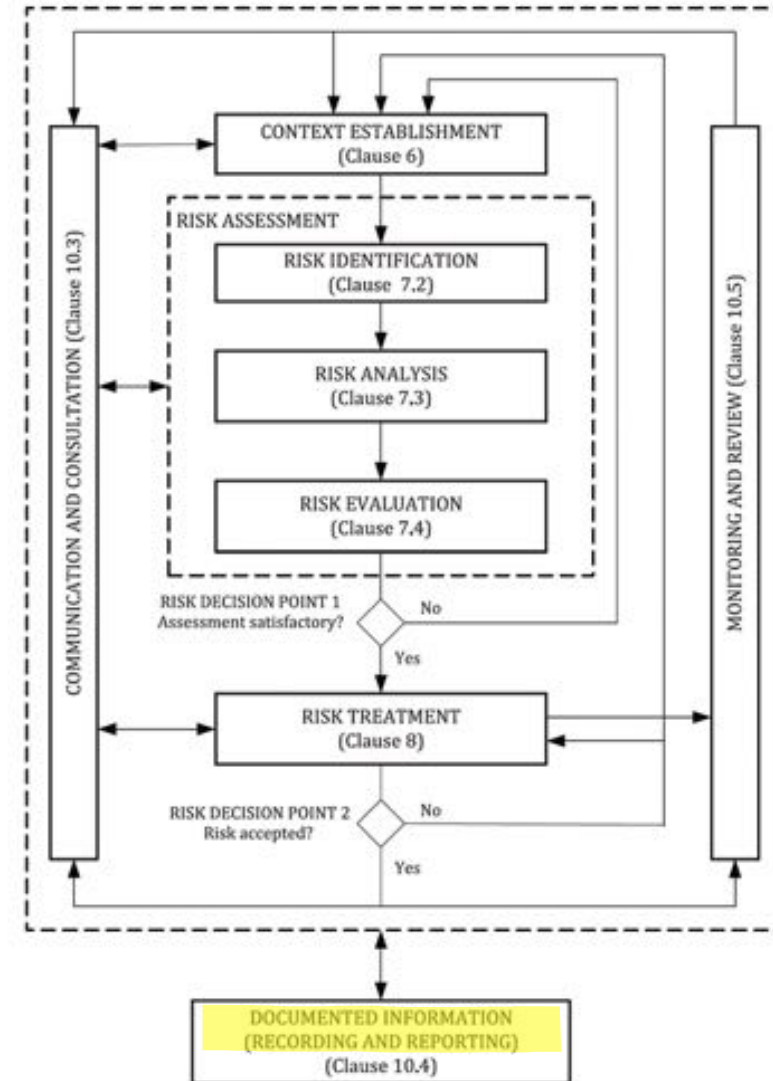 CONTEXT ESTABLISHMENT
(Clause 6)
RISK ASSESSMENT
RISK IDENTIFICATION
(Clause 7.2)
RISK ANALYSIS
(Clause 7.3)
RISK EVALUATION
(Clause 7.4)
RISK DECISION POINT 1
Assessment satisfactory?
No
Yes
RISK TREATMENT
(Clause 8)
RISK DECISION POINT 2
Risk accepted?
No
Yes
COMMUNICATION AND CONSULTATION (Clause 10.3)
MONITORING AND REVIEW (Clause 10.5)
DOCUMENTED INFORMATION
(RECORDING AND REPORTING)
(Clause 10.4)